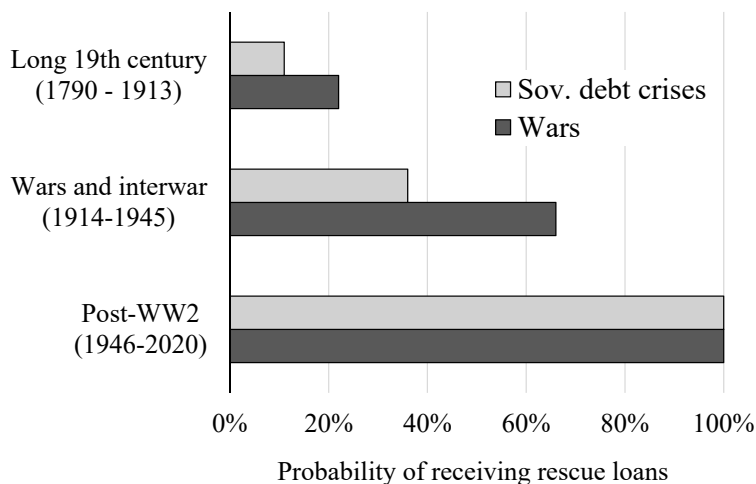 Long 19th century
(1790 - 1913)
Sov. debt crises
Wars
Wars and interwar
(1914-1945)
Post-WW2
(1946-2020)
0%
20%
40%
60%
80%
100%
Probability of receiving rescue loans